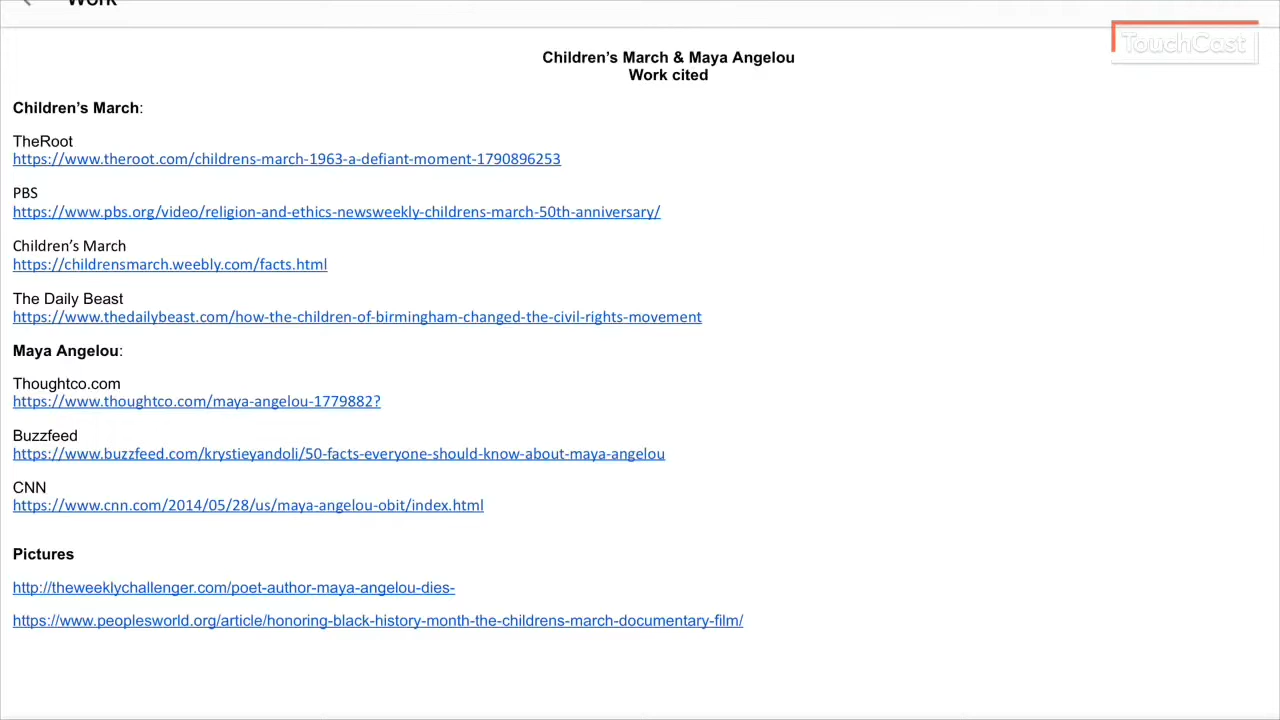 Work
TouchCast
Children’s March & Maya Angelou
Work cited
Children’s March:
TheRoot
https://www.theroot.com/childrens-march-1963-a-defiant-moment-1790896253
PBS
https://www.pbs.org/video/religion-and-ethics-newsweekly-childrens-march-50th-anniversary/
Children’s March
https://childrensmarch.weebly.com/facts.html
The Daily Beast
https://www.thedailybeast.com/how-the-children-of-birmingham-changed-the-civil-rights-movement
Maya Angelou:
Thoughtco.com
https://www.thoughtco.com/maya-angelou-1779882?
Buzzfeed
https://www.buzzfeed.com/krystieyandoli/50-facts-everyone-should-know-about-maya-angelou
CNN
https://www.cnn.com/2014/05/28/us/maya-angelou-obit/index.html
Pictures
http://theweeklychallenger.com/poet-author-maya-angelou-dies-
https://www.peoplesworld.org/article/honoring-black-history-month-the-childrens-march-documentary-film/